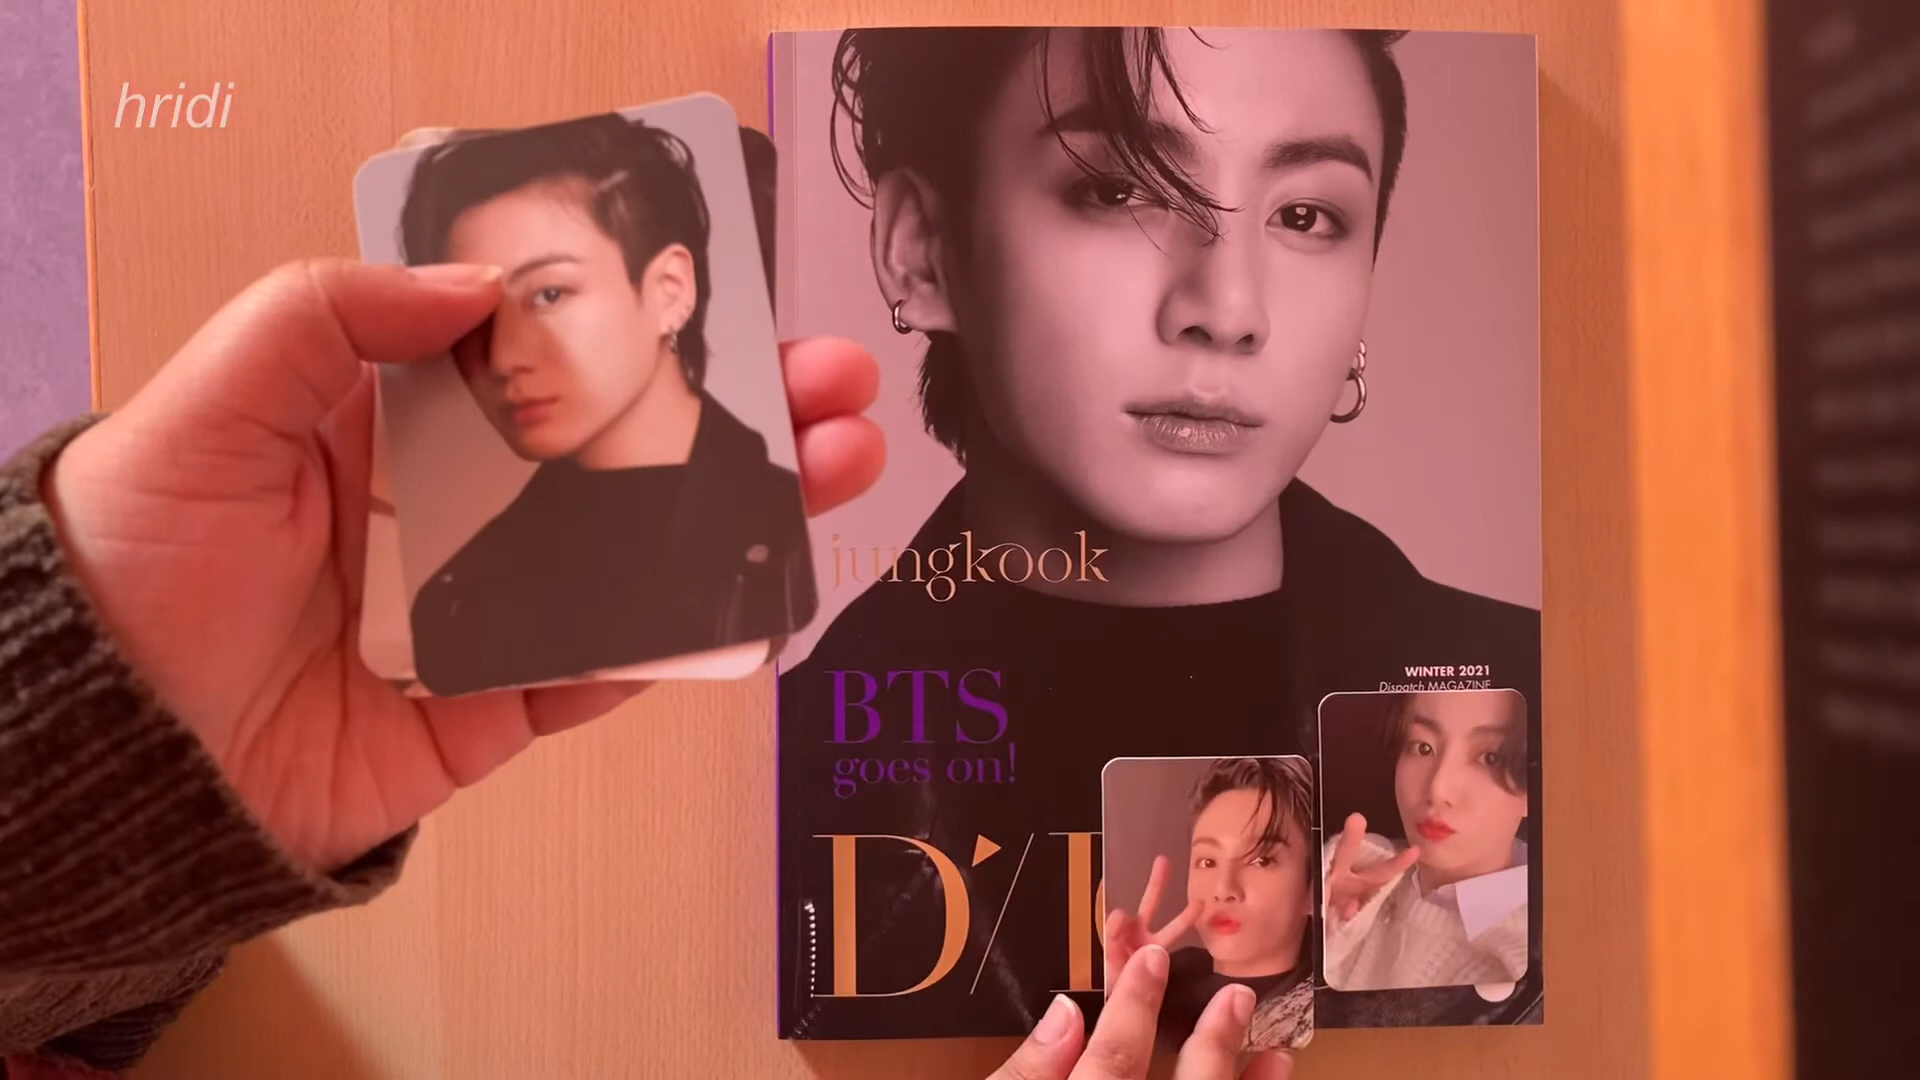 hridi
jungkook
BTS
goes on!
WINTER 2021
Dispatch MAGAZINE
D'/I